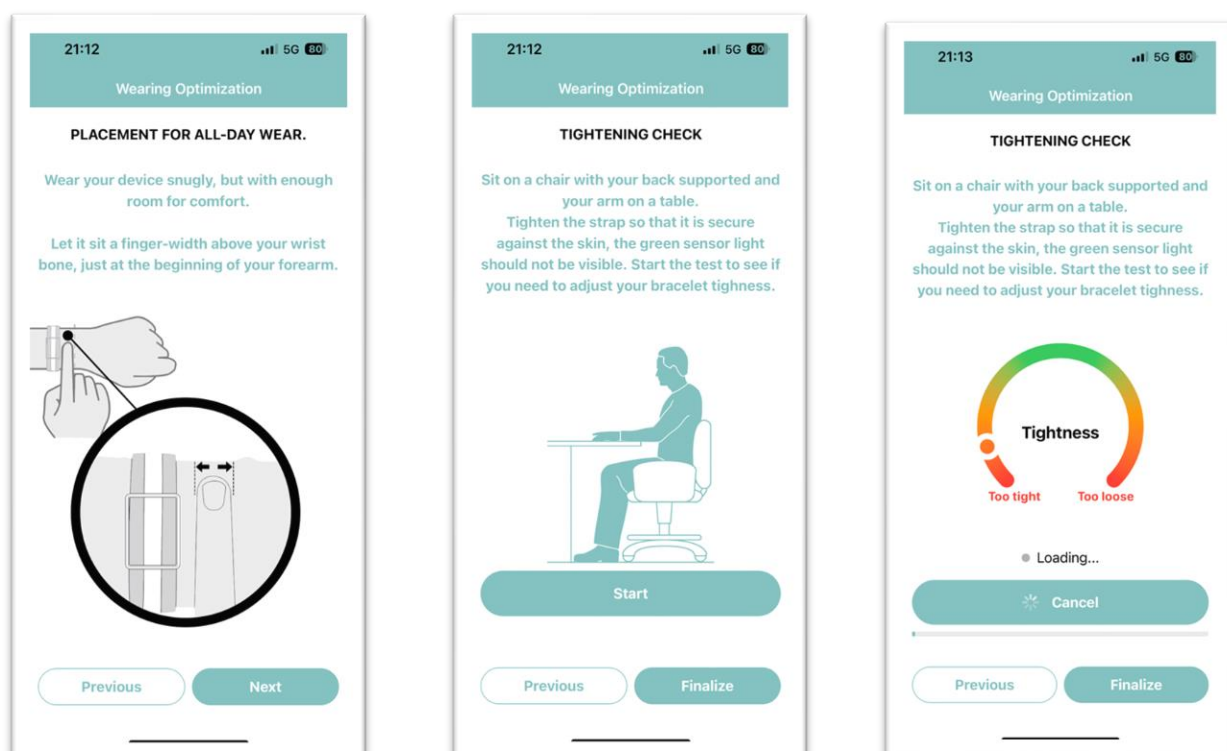 21:12
5G 80
Wearing Optimization
PLACEMENT FOR ALL-DAY WEAR.
Wear your device snugly, but with enough
room for comfort.
Let it sit a finger-width above your wrist
bone, just at the beginning of your forearm.
Previous
Next
21:12
5G 80
Wearing Optimization
TIGHTENING CHECK
Sit on a chair with your back supported and
your arm on a table.
Tighten the strap so that it is secure
against the skin, the green sensor light
should not be visible. Start the test to see if
you need to adjust your bracelet tighness.
Start
Previous
Finalize
21:13
5G 80
Wearing Optimization
TIGHTENING CHECK
Sit on a chair with your back supported and
your arm on a table.
Tighten the strap so that it is secure
against the skin, the green sensor light
should not be visible. Start the test to see if
you need to adjust your bracelet tighness.
Tightness
Too tight
Too loose
Loading...
Cancel
Previous
Finalize